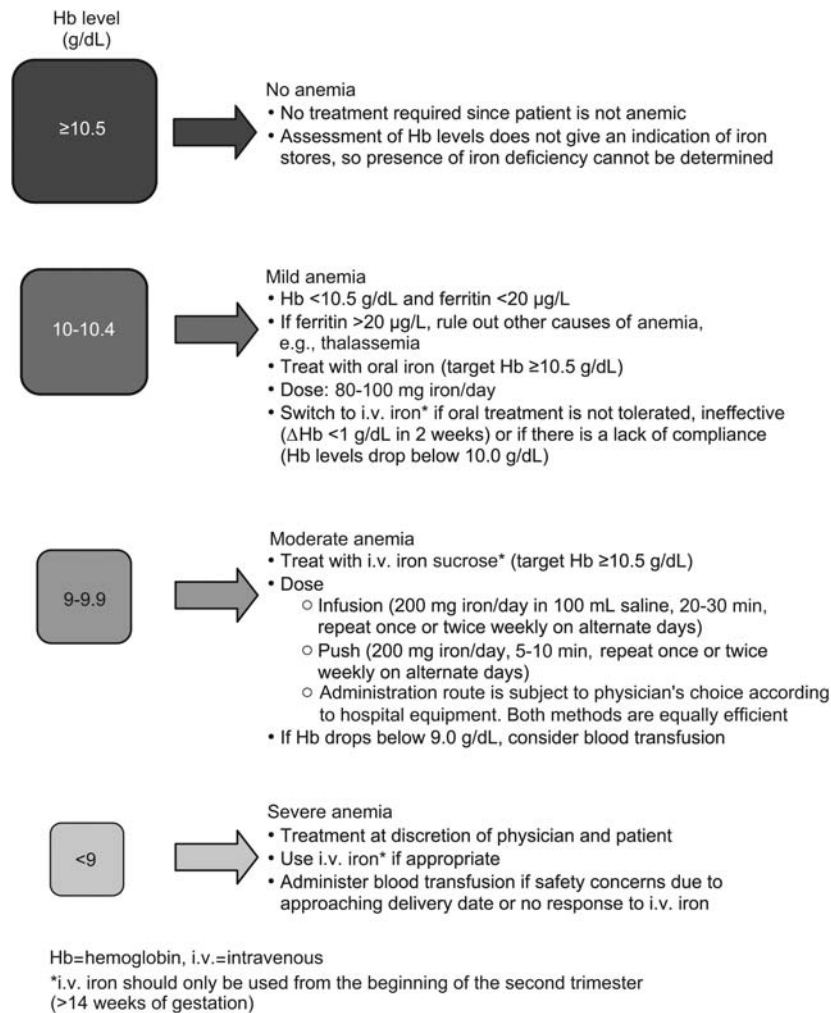 Hb level
(g/dL)
≥10.5
No anemia
• No treatment required since patient is not anemic
• Assessment of Hb levels does not give an indication of iron
stores, so presence of iron deficiency cannot be determined
10-10.4
Mild anemia
• Hb <10.5 g/dL and ferritin <20 µg/L
• If ferritin >20 µg/L, rule out other causes of anemia,
e.g., thalassemia
• Treat with oral iron (target Hb ≥10.5 g/dL)
• Dose: 80-100 mg iron/day
• Switch to i.v. iron* if oral treatment is not tolerated, ineffective
(ΔHb <1 g/dL in 2 weeks) or if there is a lack of compliance
(Hb levels drop below 10.0 g/dL)
9-9.9
Moderate anemia
• Treat with i.v. iron sucrose* (target Hb ≥10.5 g/dL)
• Dose
○ Infusion (200 mg iron/day in 100 mL saline, 20-30 min,
repeat once or twice weekly on alternate days)
○ Push (200 mg iron/day, 5-10 min, repeat once or twice
weekly on alternate days)
○ Administration route is subject to physician's choice according
to hospital equipment. Both methods are equally efficient
• If Hb drops below 9.0 g/dL, consider blood transfusion
<9
Severe anemia
• Treatment at discretion of physician and patient
• Use i.v. iron* if appropriate
• Administer blood transfusion if safety concerns due to
approaching delivery date or no response to i.v. iron
Hb=hemoglobin, i.v.=intravenous
*i.v. iron should only be used from the beginning of the second trimester
(>14 weeks of gestation)